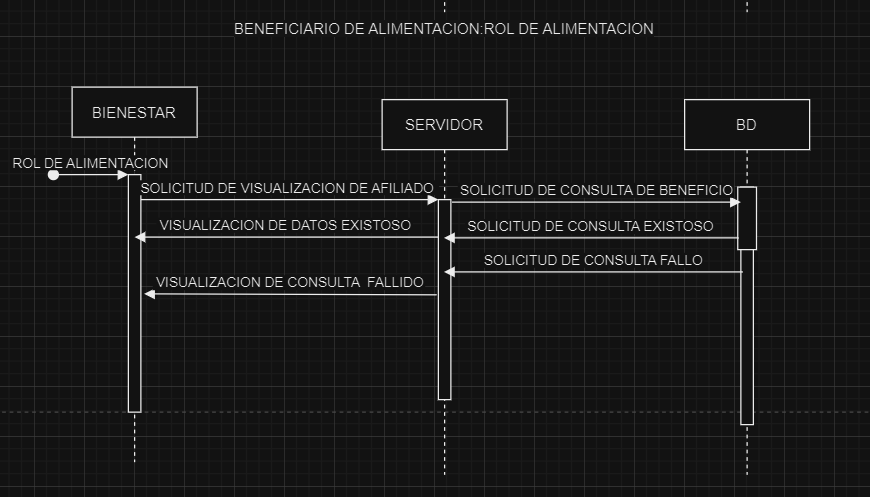 BENEFICIARIO DE ALIMENTACION:ROL DE ALIMENTACION
BIENESTAR
SERVIDOR
BD
ROL DE ALIMENTACION
SOLICITUD DE VISUALIZACION DE AFILIADO
SOLICITUD DE CONSULTA DE BENEFICIO
VISUALIZACION DE DATOS EXISTOSO
SOLICITUD DE CONSULTA EXISTOSO
SOLICITUD DE CONSULTA FALLO
VISUALIZACION DE CONSULTA  FALLIDO